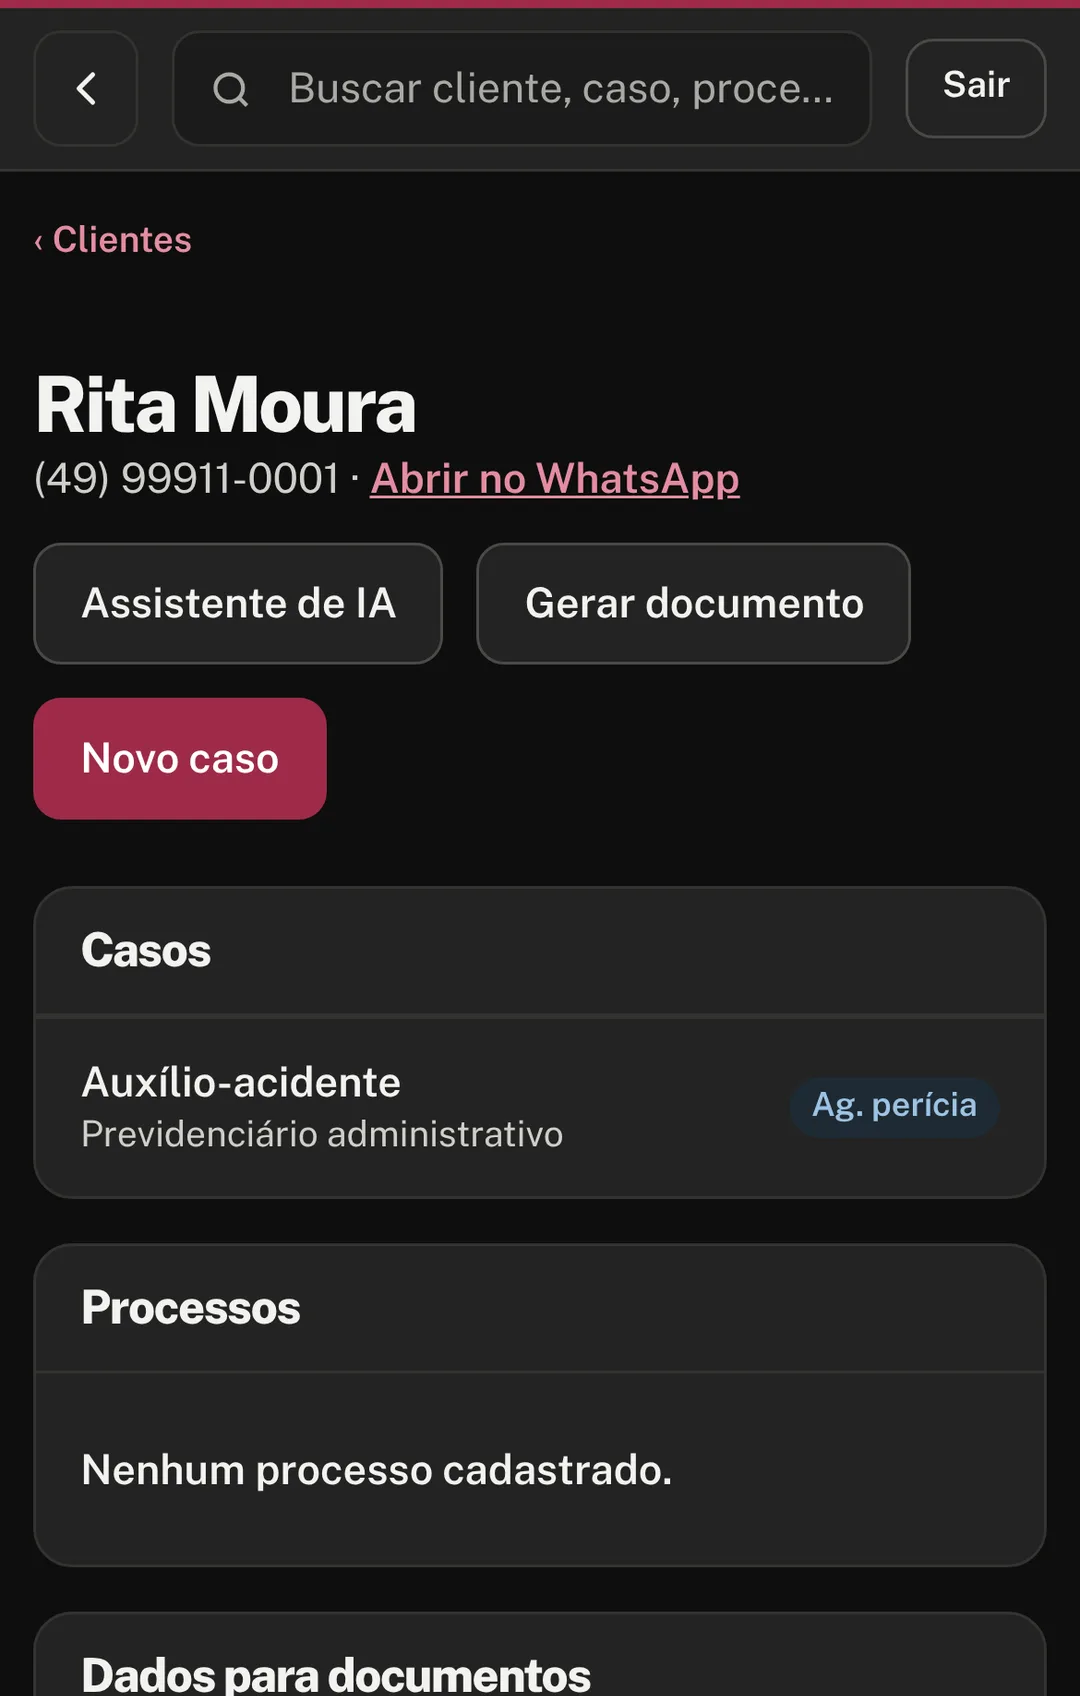 Buscar cliente, caso, proce...
Sair
‹ Clientes
Rita Moura
(49) 99911-0001 · Abrir no WhatsApp
Assistente de IA
Gerar documento
Novo caso
Casos
Auxílio-acidente
Previdenciário administrativo
Ag. perícia
Processos
Nenhum processo cadastrado.
Dados para documentos